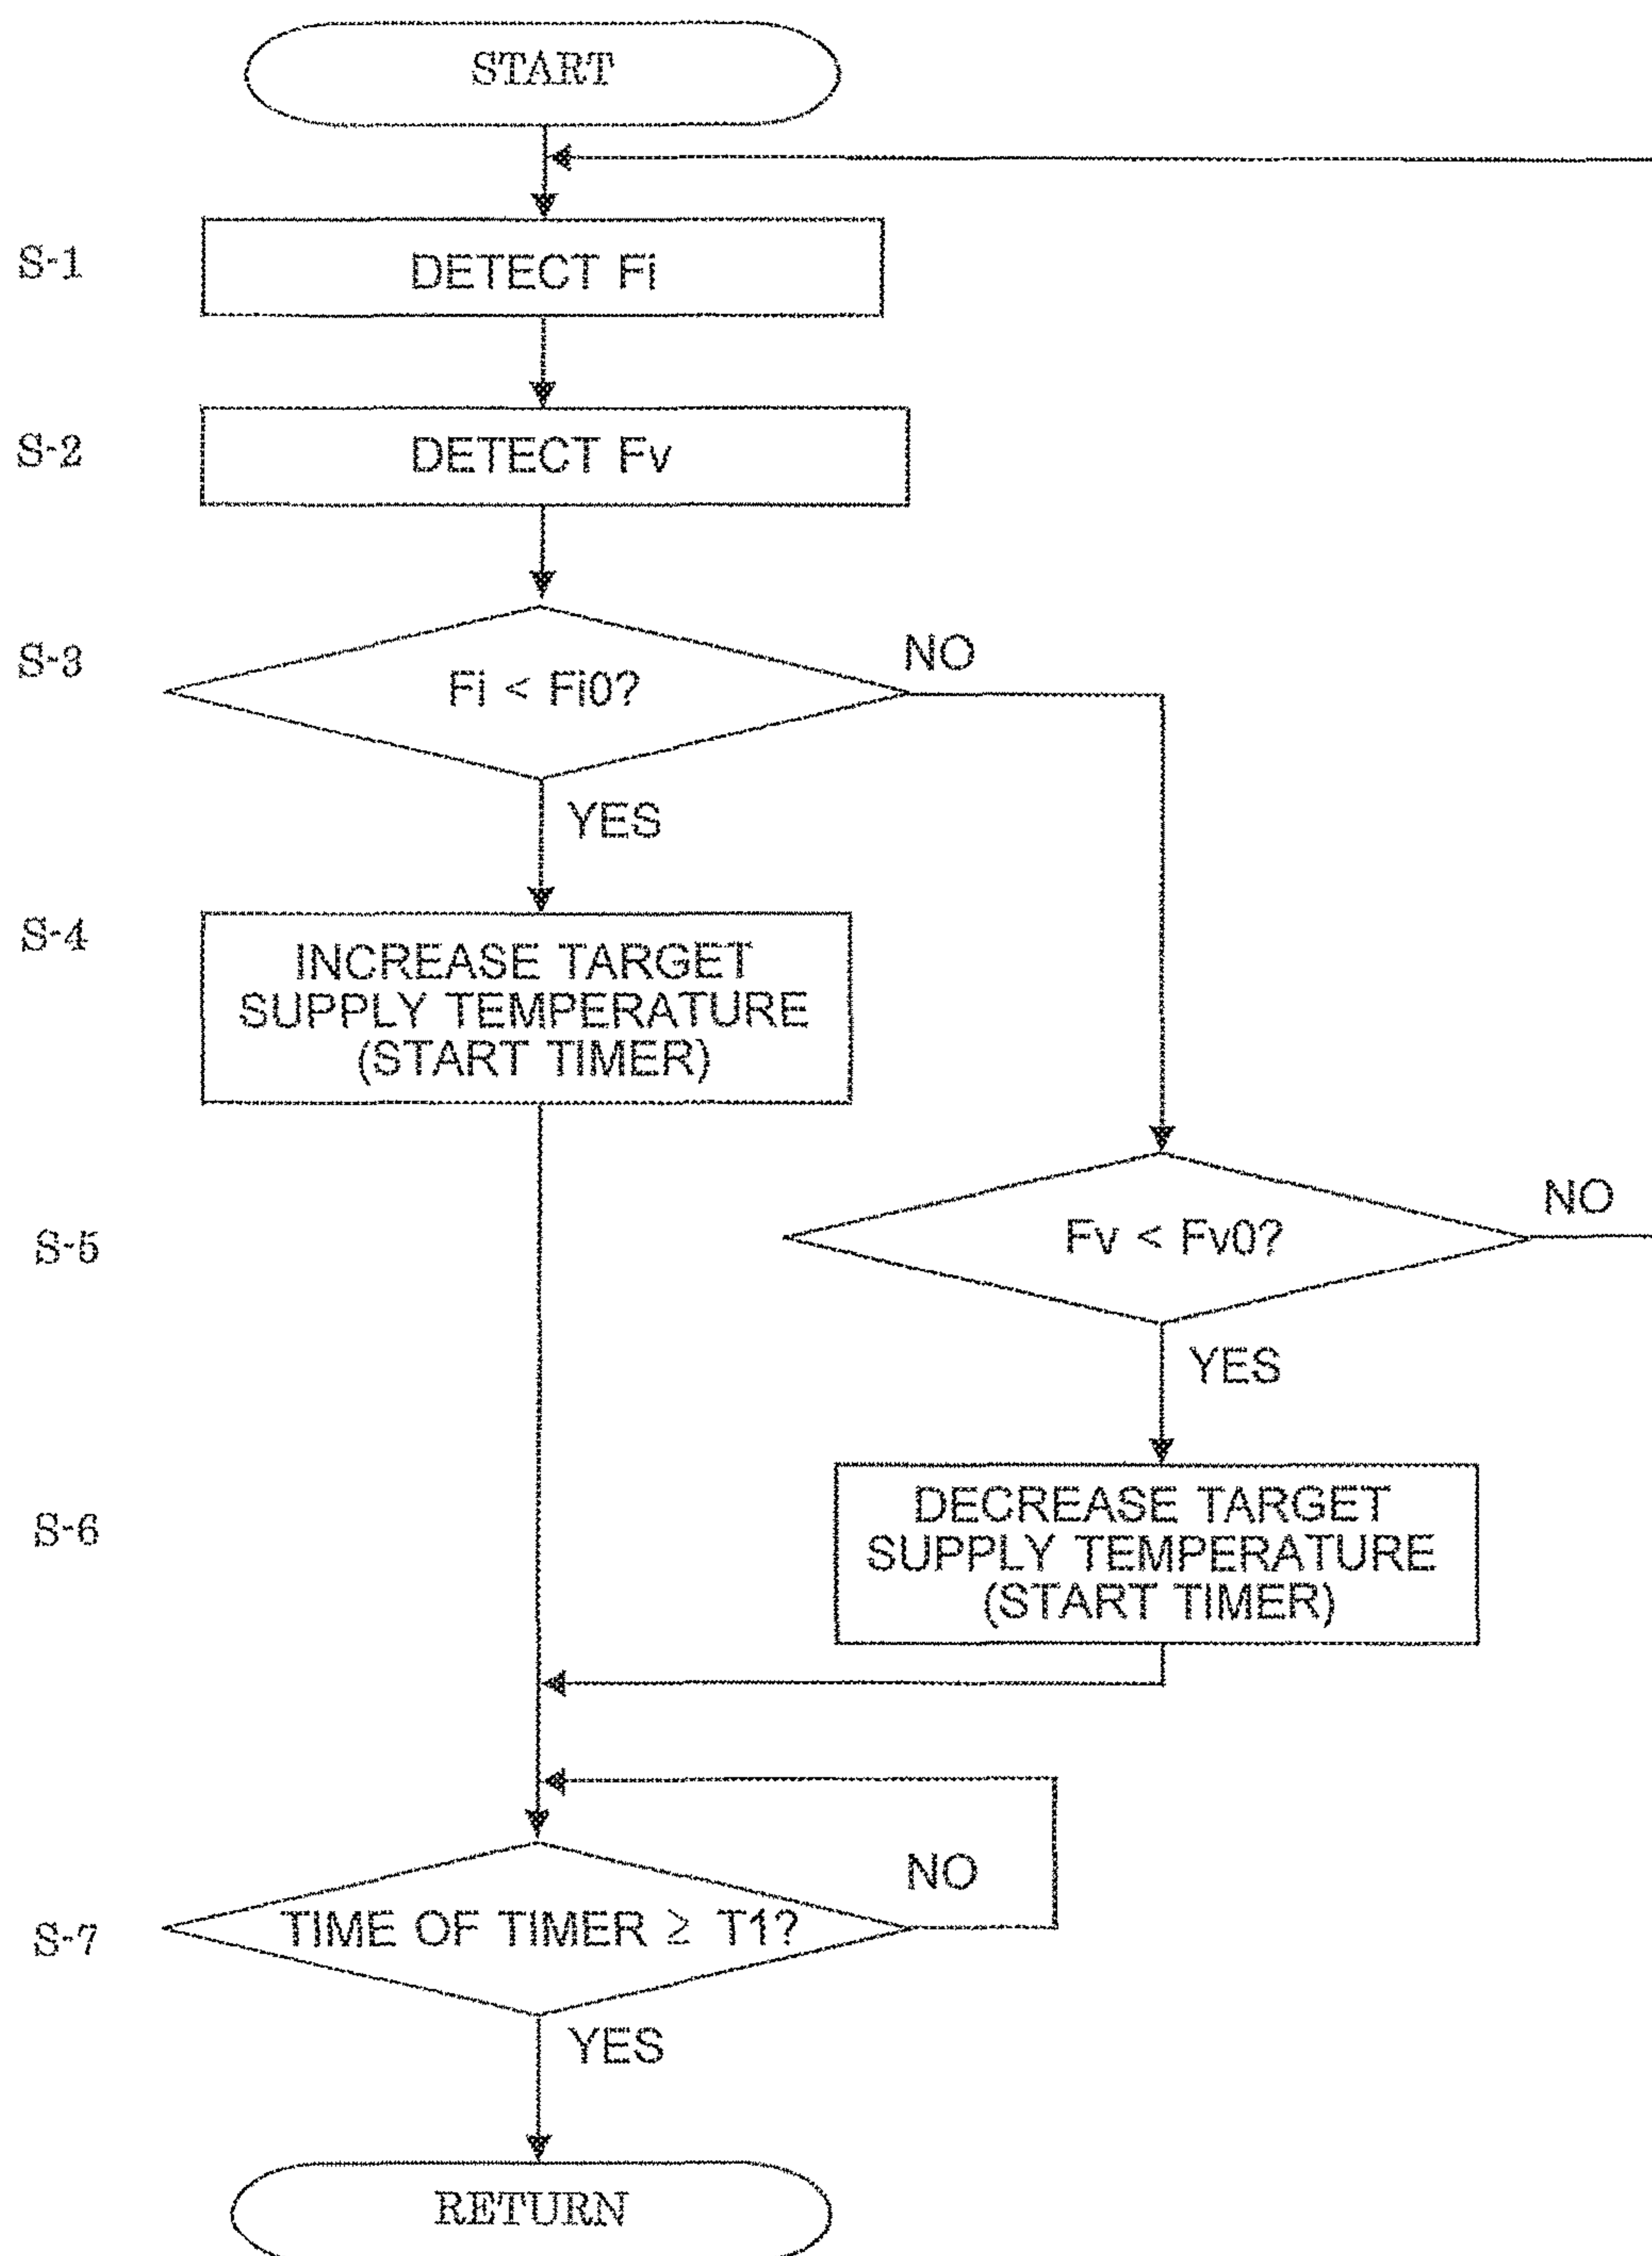 START
S-1
DETECT Fi
S-2
DETECT Fv
S-3
Fi < Fi0?
NO
YES
S-4
INCREASE TARGET
SUPPLY TEMPERATURE
(START TIMER)
S-5
Fv < Fv0?
NO
YES
S-6
DECREASE TARGET
SUPPLY TEMPERATURE
(START TIMER)
S-7
TIME OF TIMER ≥ T1?
NO
YES
RETURN